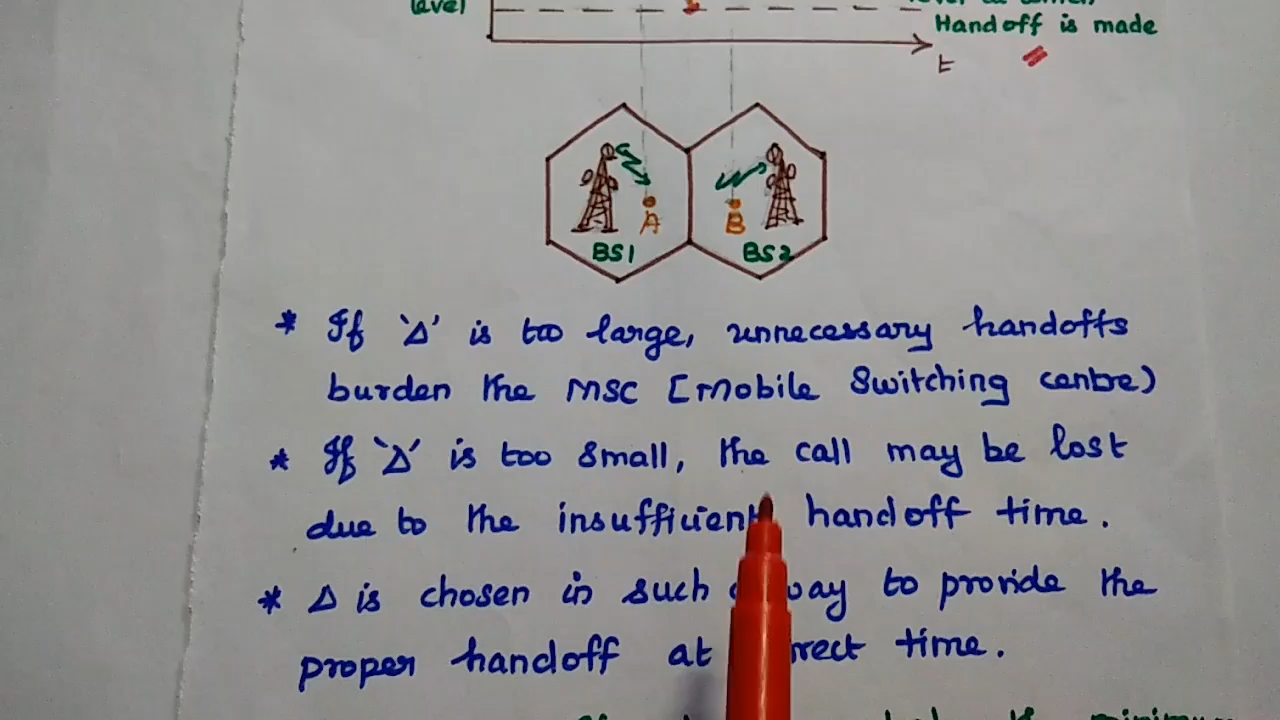 level
Handoff is made
t
A
B
BS1
BS2
* If 'Δ' is too large, unnecessary handoffs
burden the MSC [Mobile Switching centre)
* If 'Δ' is too small, the call may be lost
due to the insufficient handoff time.
* Δ is chosen in such way to provide the
proper handoff at time.